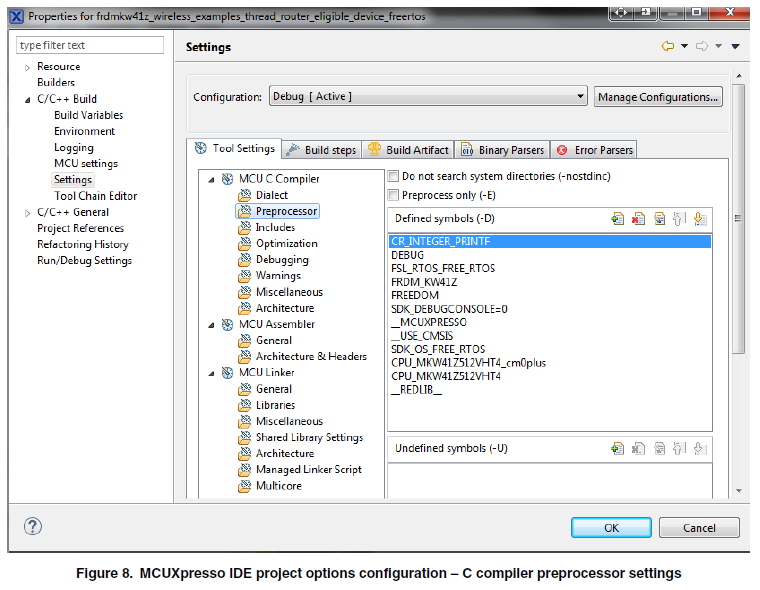 Properties for frdmkw41z_wireless_examples_thread_router_eligible_device_freertos
type filter text
Resource
Builders
C/C++ Build
Build Variables
Environment
Logging
MCU settings
Settings
Tool Chain Editor
C/C++ General
Project References
Refactoring History
Run/Debug Settings
Settings
Configuration: Debug [ Active ] Manage Configurations...
Tool Settings Build steps Build Artifact Binary Parsers Error Parsers
MCU C Compiler
Dialect
Preprocessor
Includes
Optimization
Debugging
Warnings
Miscellaneous
Architecture
MCU Assembler
General
Architecture & Headers
MCU Linker
General
Libraries
Miscellaneous
Shared Library Settings
Architecture
Managed Linker Script
Multicore
Do not search system directories (-nostdinc)
Preprocess only (-E)
Defined symbols (-D)
CR_INTEGER_PRINTF
DEBUG
FSL_RTOS_FREE_RTOS
FRDM_KW41Z
FREEDOM
SDK_DEBUGCONSOLE=0
__MCUXPRESSO
__USE_CMSIS
SDK_OS_FREE_RTOS
CPU_MKW41Z512VHT4_cm0plus
CPU_MKW41Z512VHT4
__REDLIB__
Undefined symbols (-U)
OK Cancel
Figure 8. MCUXpresso IDE project options configuration – C compiler preprocessor settings